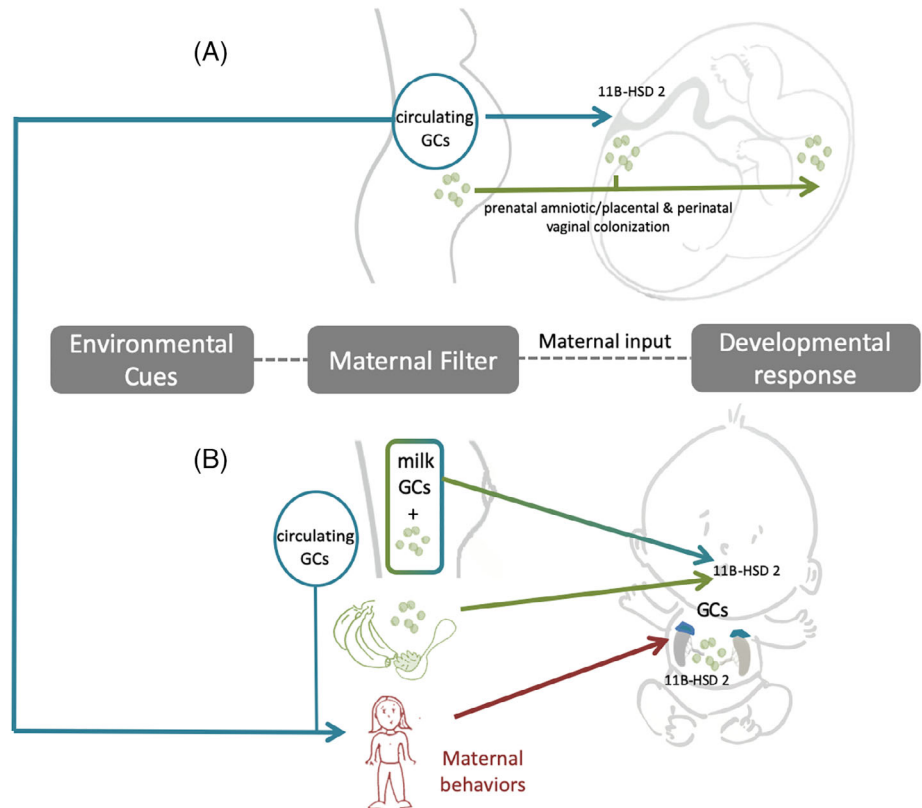 (A)
11B-HSD 2
circulating
GCs
prenatal amniotic/placental & perinatal
vaginal colonization
Environmental
Cues
Maternal Filter
Maternal input
Developmental
response
(B)
milk
GCs
+
circulating
GCs
11B-HSD 2
GCs
11B-HSD 2
Maternal
behaviors